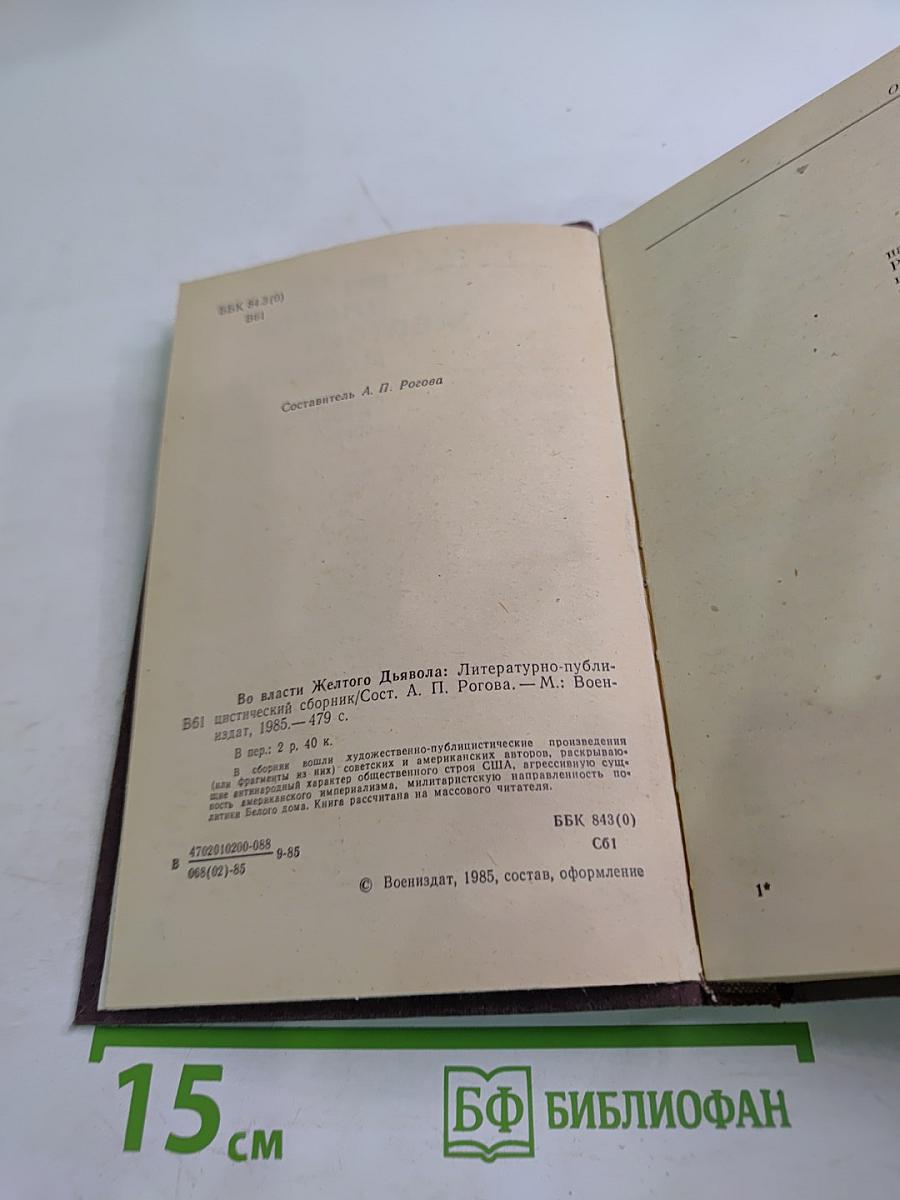 ББК 84.3(0)
В61
Составитель А. П. Рогова
Во власти Желтого Дьявола: Литературно-публи-
В61 цистический сборник/Сост. А. П. Рогова. — М.: Воен-
издат, 1985.— 479 с.
В пер.: 2 р. 40 к.
В сборник вошли художественно-публицистические произведения
(или фрагменты из них) советских и американских авторов, раскрываю-
щие антинародный характер общественного строя США, агрессивную сущ-
ность американского империализма, милитаристскую направленность по-
литики Белого дома. Книга рассчитана на массового читателя.
В 4702010200-088 9-85
068(02)-85
ББК 843(0)
Сб1
© Воениздат, 1985, состав, оформление
1*
15 см
БФ БИБЛИОФАН